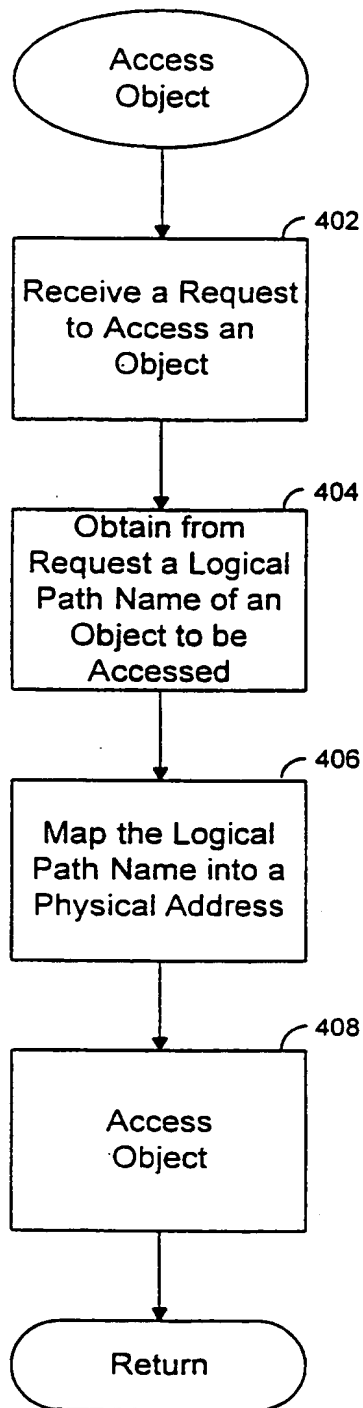 Access
Object
402
Receive a Request
to Access an
Object
404
Obtain from
Request a Logical
Path Name of an
Object to be
Accessed
406
Map the Logical
Path Name into a
Physical Address
408
Access
Object
Return